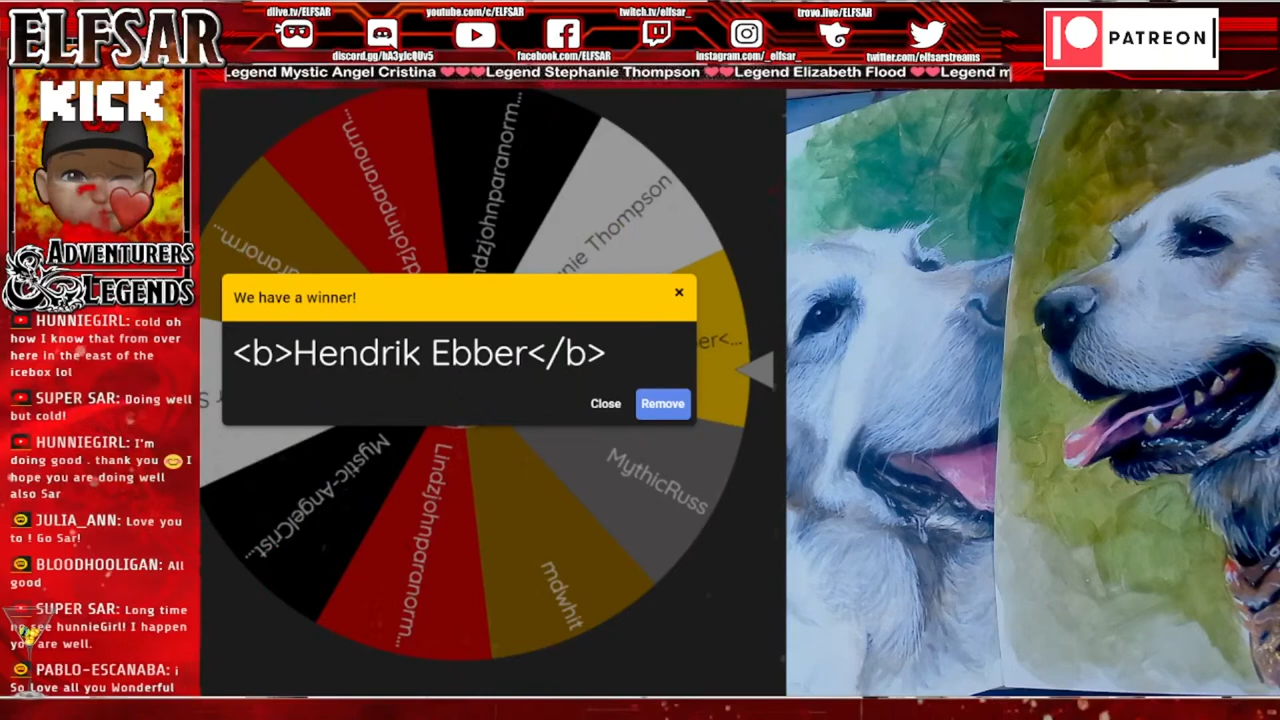 ELFSAR
dlive.tv/ELFSAR
youtube.com/c/ELFSAR
twitch.tv/elfsar_
trovo.live/ELFSAR
discord.gg/hA3yJcQUv5
facebook.com/ELFSAR
instagram.com/_elfsar_
twitter.com/elfsarstreams
PATREON
Legend Mystic Angel Cristina ❤❤❤Legend Stephanie Thompson ❤❤Legend Elizabeth Flood ❤❤Legend m
KICK
ADVENTURERS
& LEGENDS
HUNNIEGIRL: cold oh
how I know that from over
here in the east of the
icebox lol
SUPER SAR: Doing well
but cold!
HUNNIEGIRL: I'm
doing good . thank you 😊 I
hope you are doing well
also Sar
JULIA_ANN: Love you
to ! Go Sar!
BLOODHOOLIGAN: All
good
SUPER SAR: Long time
no see hunnieGirl! I happen
you are well.
PABLO-ESCANABA: i
So Love all you Wonderful
aranorm...
dzjohnparanorm...
ndzjohnparanorm...
nie Thompson
er<...
MythicRuss
mdwhit
Lindzjohnparanorm...
Mystic-AngelCrist...
We have a winner!
×
<b>Hendrik Ebber</b>
Close
Remove